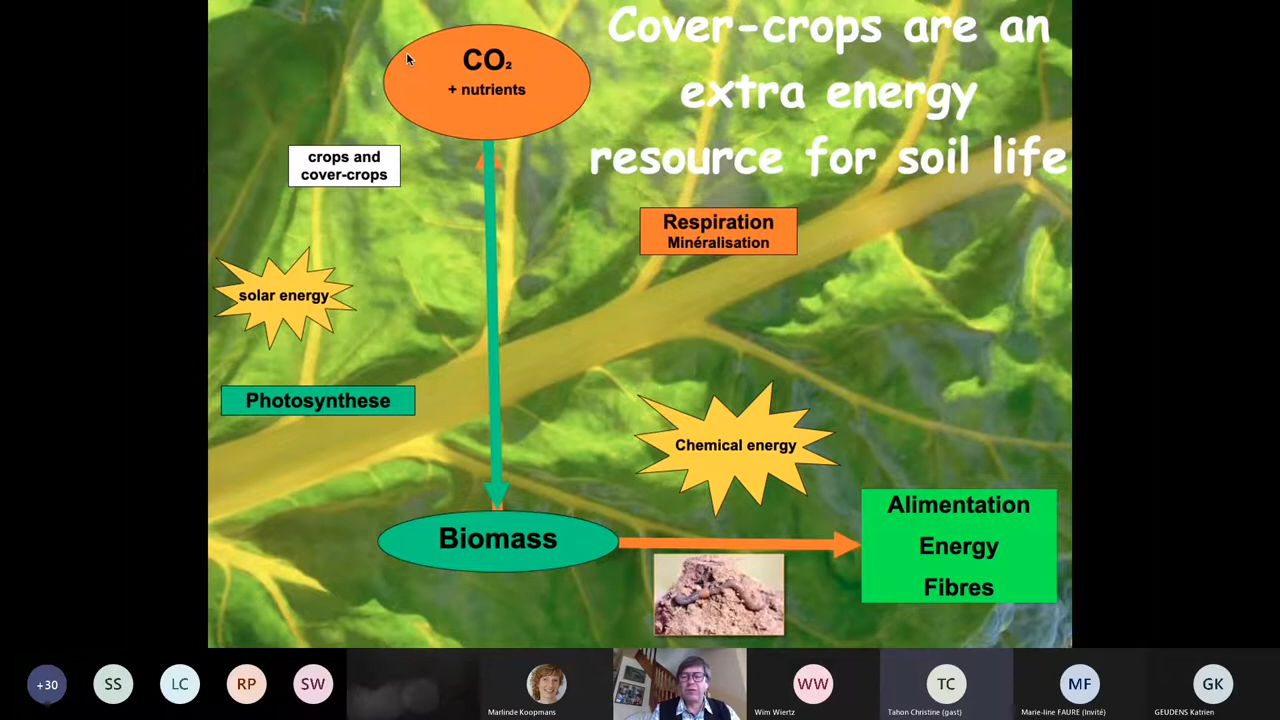 Cover-crops are an
extra energy
resource for soil life
CO₂
+ nutrients
crops and
cover-crops
Respiration
Minéralisation
solar energy
Photosynthese
Chemical energy
Biomass
Alimentation
Energy
Fibres
+30
SS
LC
RP
SW
Marlinde Koopmans
WW
Wim Wiertz
TC
Tahon Christine (gast)
MF
Marie-line FAURE (Invité)
GK
GEUDENS Katrien